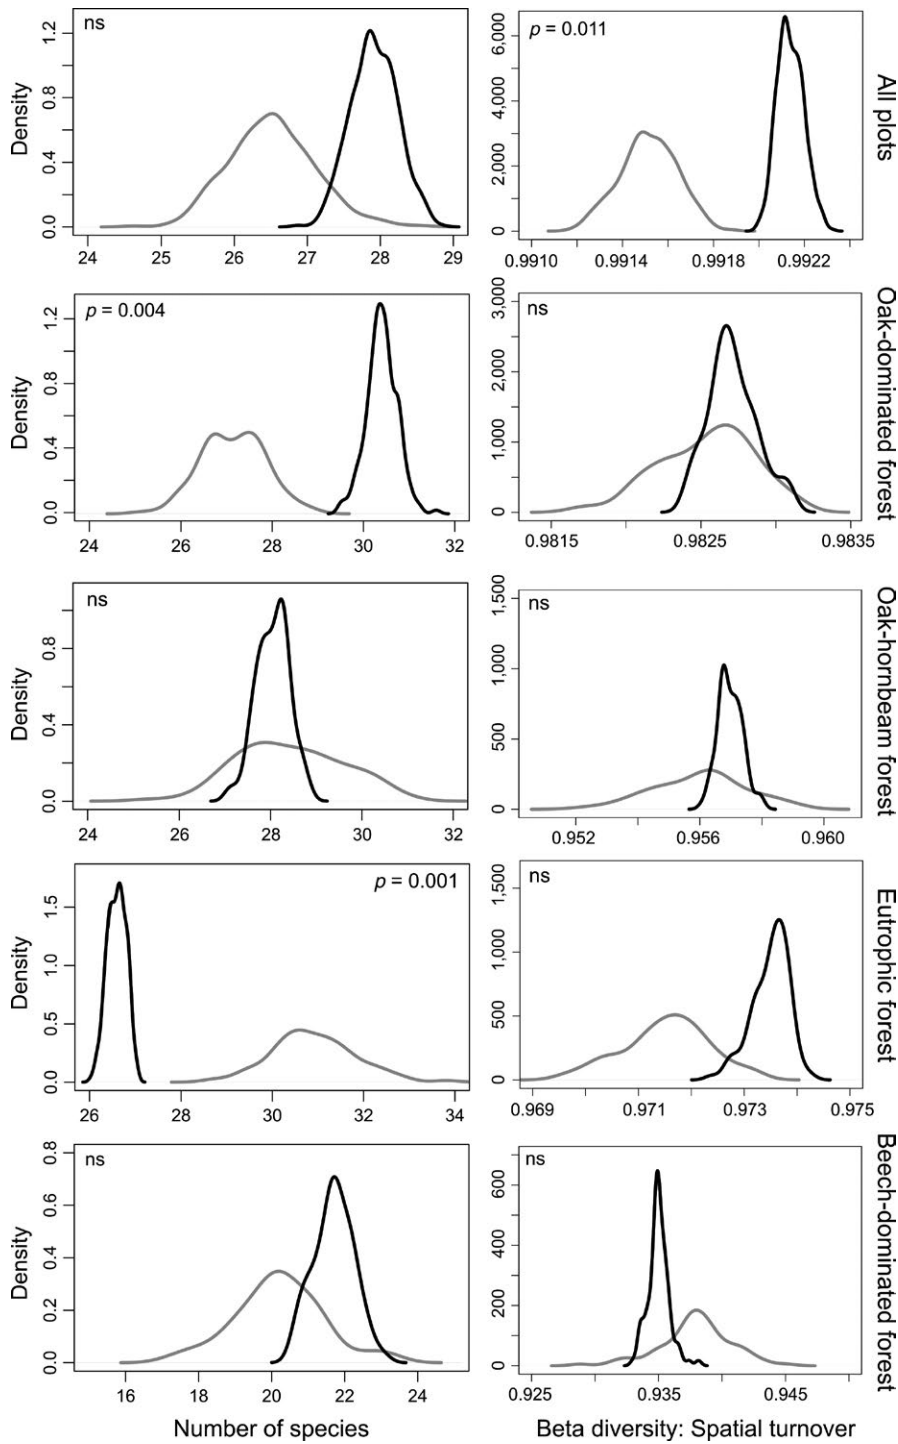 ns
Density
0.0 0.4 0.8 1.2
24 25 26 27 28 29
p = 0.011
0 2,000 4,000 6,000
0.9910 0.9914 0.9918 0.9922
All plots
p = 0.004
Density
0.0 0.4 0.8 1.2
24 26 28 30 32
ns
0 1,000 2,000 3,000
0.9815 0.9825 0.9835
Oak-dominated forest
ns
Density
0.0 0.4 0.8
24 26 28 30 32
ns
0 500 1,000 1,500
0.952 0.956 0.960
Oak-hornbeam forest
p = 0.001
Density
0.0 0.5 1.0 1.5
26 28 30 32 34
ns
0 500 1,000 1,500
0.969 0.971 0.973 0.975
Eutrophic forest
ns
Density
0.0 0.2 0.4 0.6 0.8
16 18 20 22 24
Number of species
ns
0 200 400 600
0.925 0.935 0.945
Beta diversity: Spatial turnover
Beech-dominated forest